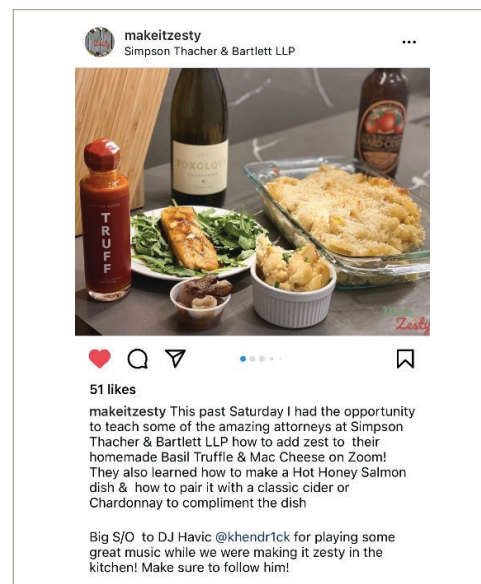 makeitzesty
Simpson Thacher & Bartlett LLP
TRUFF
FOXGLOVE
HARD CIDER
Zesty
51 likes
makeitzesty This past Saturday I had the opportunity
to teach some of the amazing attorneys at Simpson
Thacher & Bartlett LLP how to add zest to their
homemade Basil Truffle & Mac Cheese on Zoom!
They also learned how to make a Hot Honey Salmon
dish & how to pair it with a classic cider or
Chardonnay to compliment the dish
Big S/O to DJ Havic @khendr1ck for playing some
great music while we were making it zesty in the
kitchen! Make sure to follow him!